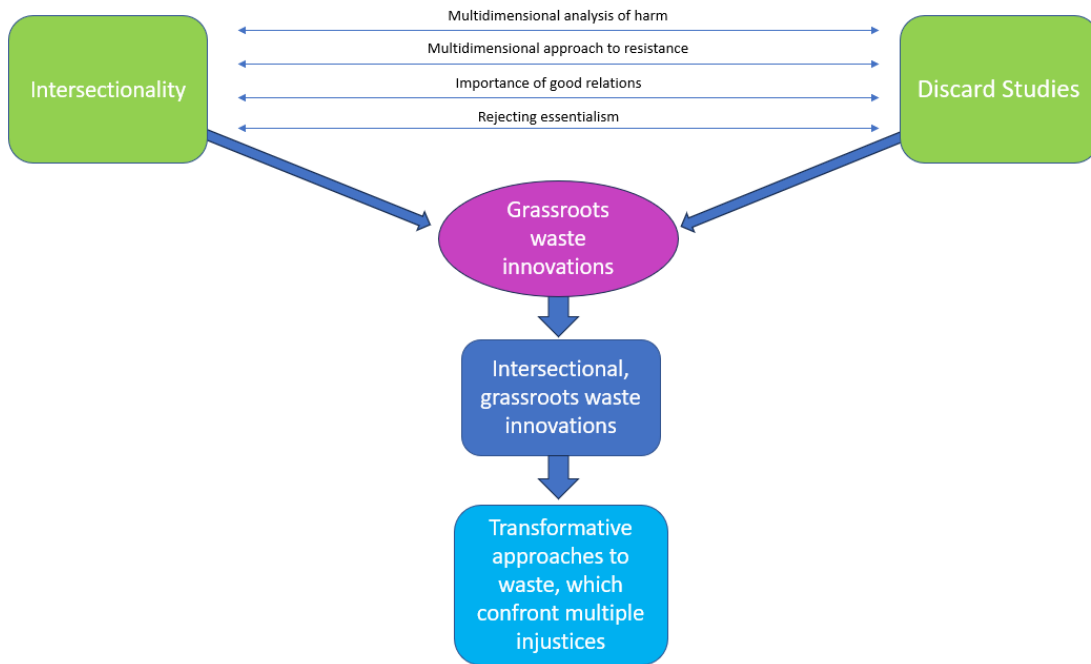 Multidimensional analysis of harm
Multidimensional approach to resistance
Intersectionality
Importance of good relations
Discard Studies
Rejecting essentialism
Grassroots
waste
innovations
Intersectional,
grassroots waste
innovations
Transformative
approaches to
waste, which
confront multiple
injustices